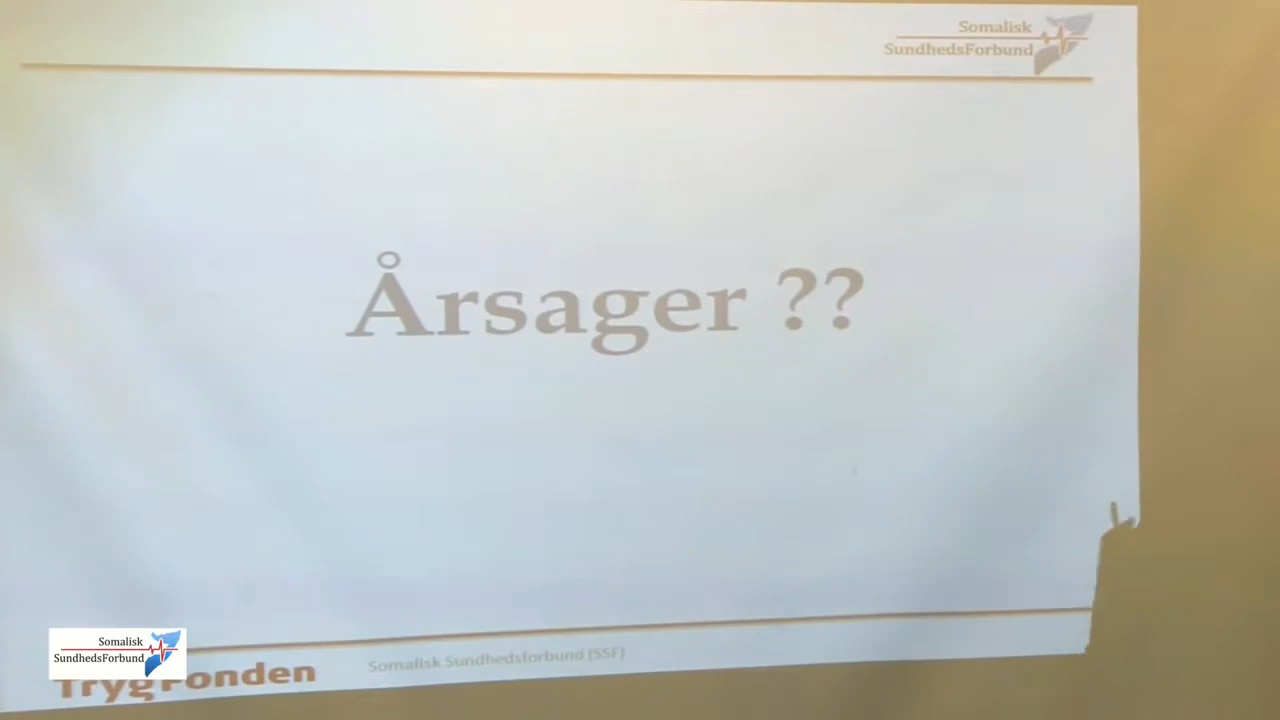 Somalisk
SundhedsForbund
Årsager ??
Somalisk
SundhedsForbund
TrygFonden
Somalisk Sundhedsforbund (SSF)